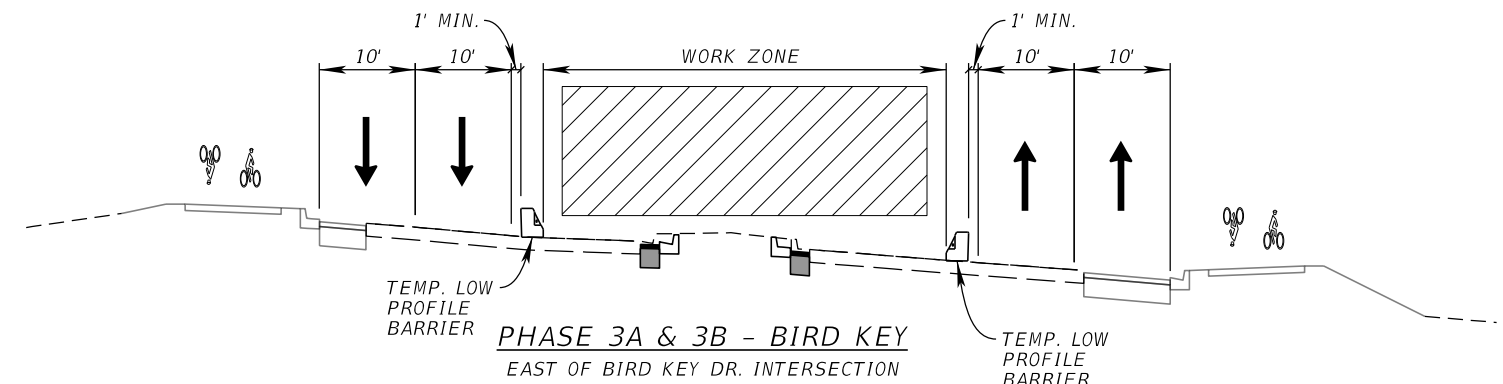 1' MIN.
1' MIN.
10'
10'
WORK ZONE
10'
10'
TEMP. LOW
PROFILE
BARRIER
TEMP. LOW
PROFILE
BARRIER
PHASE 3A & 3B - BIRD KEY
EAST OF BIRD KEY DR. INTERSECTION